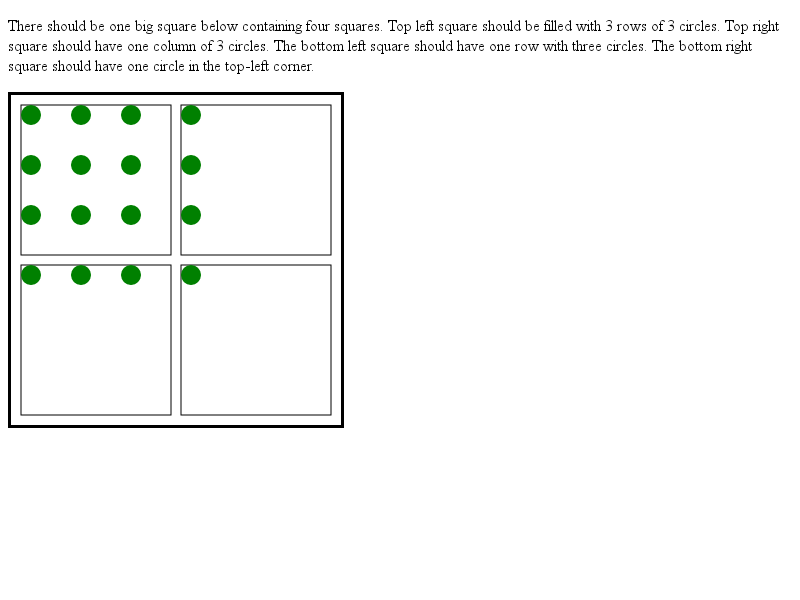 There should be one big square below containing four squares. Top left square should be filled with 3 rows of 3 circles. Top right
square should have one column of 3 circles. The bottom left square should have one row with three circles. The bottom right
square should have one circle in the top-left corner.